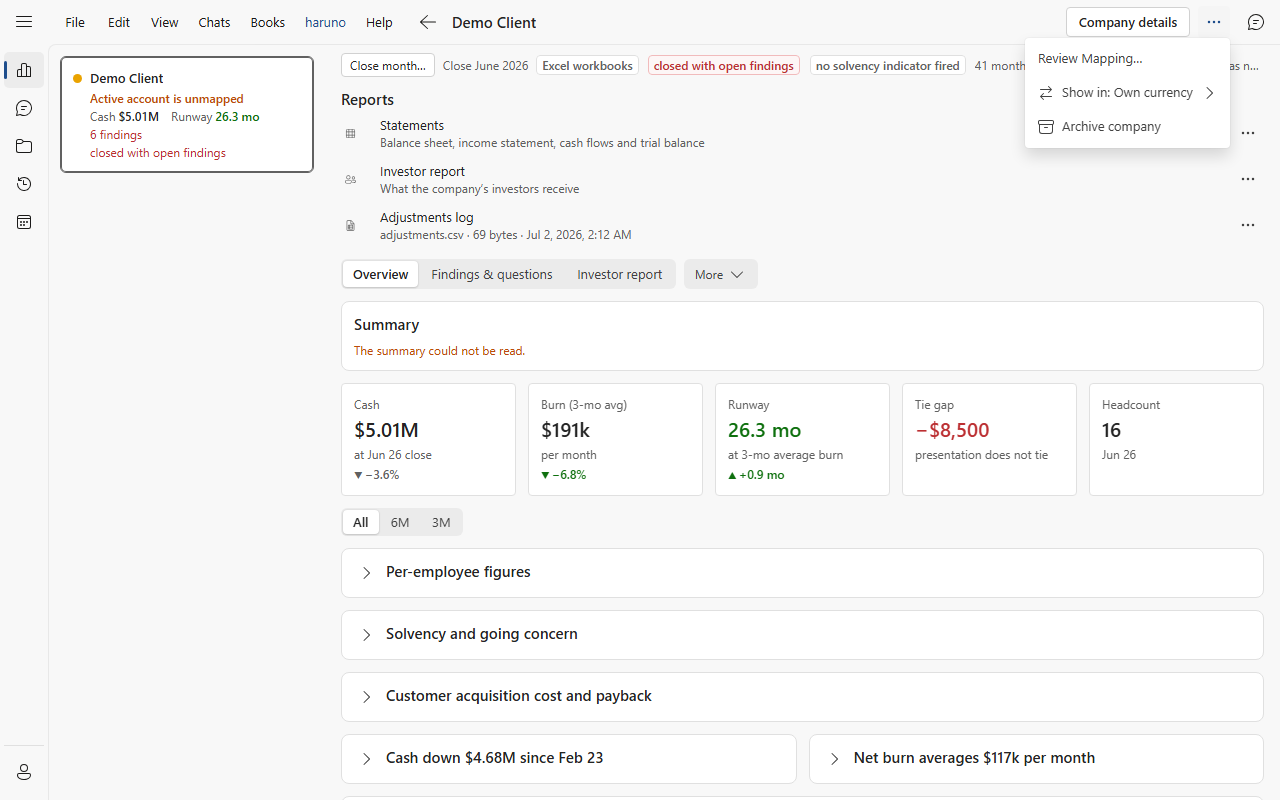 File Edit View Chats Books haruno Help Demo Client Company details
Demo Client
Active account is unmapped
Cash $5.01M Runway 26.3 mo
6 findings
closed with open findings
Close month... Close June 2026 Excel workbooks closed with open findings no solvency indicator fired 41 month
as n...
Review Mapping...
Show in: Own currency
Archive company
Reports
Statements
Balance sheet, income statement, cash flows and trial balance
Investor report
What the company's investors receive
Adjustments log
adjustments.csv · 69 bytes · Jul 2, 2026, 2:12 AM
Overview Findings & questions Investor report More
Summary
The summary could not be read.
Cash
$5.01M
at Jun 26 close
▼ −3.6%
Burn (3-mo avg)
$191k
per month
▼ −6.8%
Runway
26.3 mo
at 3-mo average burn
▲ +0.9 mo
Tie gap
−$8,500
presentation does not tie
Headcount
16
Jun 26
All 6M 3M
Per-employee figures
Solvency and going concern
Customer acquisition cost and payback
Cash down $4.68M since Feb 23
Net burn averages $117k per month